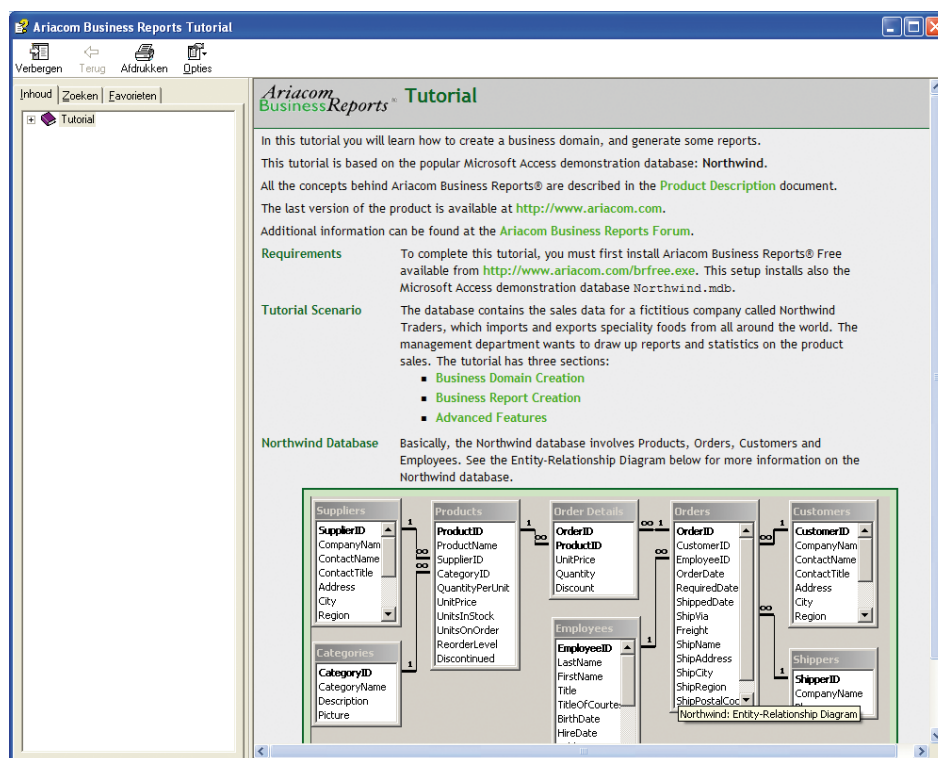 Ariacom Business Reports Tutorial
Verbergen Terug Afdrukken Opties
Inhoud Zoeken Favorieten
Tutorial
Ariacom
BusinessReports® Tutorial
In this tutorial you will learn how to create a business domain, and generate some reports.
This tutorial is based on the popular Microsoft Access demonstration database: Northwind.
All the concepts behind Ariacom Business Reports® are described in the Product Description document.
The last version of the product is available at http://www.ariacom.com.
Additional information can be found at the Ariacom Business Reports Forum.
Requirements To complete this tutorial, you must first install Ariacom Business Reports® Free
available from http://www.ariacom.com/brfree.exe. This setup installs also the
Microsoft Access demonstration database Northwind.mdb.
Tutorial Scenario The database contains the sales data for a fictitious company called Northwind
Traders, which imports and exports speciality foods from all around the world. The
management department wants to draw up reports and statistics on the product
sales. The tutorial has three sections:
▪ Business Domain Creation
▪ Business Report Creation
▪ Advanced Features
Northwind Database Basically, the Northwind database involves Products, Orders, Customers and
Employees. See the Entity-Relationship Diagram below for more information on the
Northwind database.
Suppliers
SupplierID
CompanyNam
ContactName
ContactTitle
Address
City
Region
Categories
CategoryID
CategoryName
Description
Picture
1
∞
∞
1
Products
ProductID
ProductName
SupplierID
CategoryID
QuantityPerUnit
UnitPrice
UnitsInStock
UnitsOnOrder
ReorderLevel
Discontinued
1
∞
Order Details
OrderID
ProductID
UnitPrice
Quantity
Discount
∞ 1
∞
1
Employees
EmployeeID
LastName
FirstName
Title
TitleOfCourte
BirthDate
HireDate
Orders
OrderID
CustomerID
EmployeeID
OrderDate
RequiredDate
ShippedDate
ShipVia
Freight
ShipName
ShipAddress
ShipCity
ShipRegion
ShipPostalCoc
1
∞
∞
1
Customers
CustomerID
CompanyNam
ContactName
ContactTitle
Address
City
Region
Shippers
ShipperID
CompanyName
Northwind: Entity-Relationship Diagram